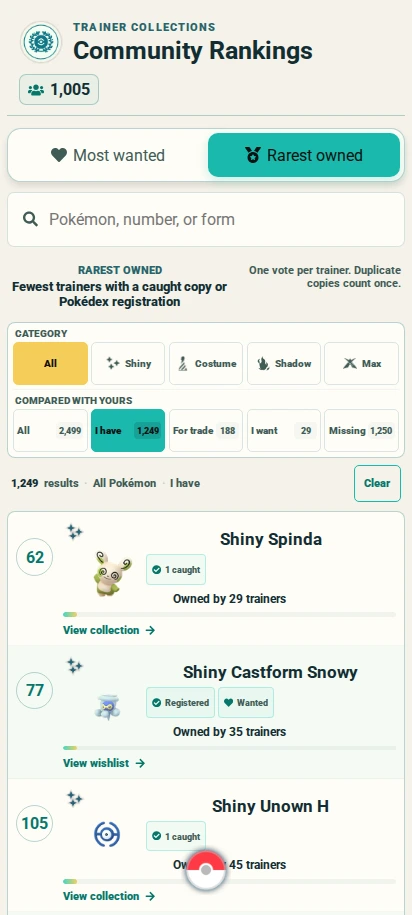 TRAINER COLLECTIONS
Community Rankings
1,005
Most wanted
Rarest owned
Pokémon, number, or form
RAREST OWNED
Fewest trainers with a caught copy or
Pokédex registration
One vote per trainer. Duplicate
copies count once.
CATEGORY
All
Shiny
Costume
Shadow
Max
COMPARED WITH YOURS
All 2,499
I have 1,249
For trade 188
I want 29
Missing 1,250
1,249 results · All Pokémon · I have
Clear
62
Shiny Spinda
1 caught
Owned by 29 trainers
View collection →
77
Shiny Castform Snowy
Registered
Wanted
Owned by 35 trainers
View wishlist →
105
Shiny Unown H
1 caught
45 trainers
View collection →